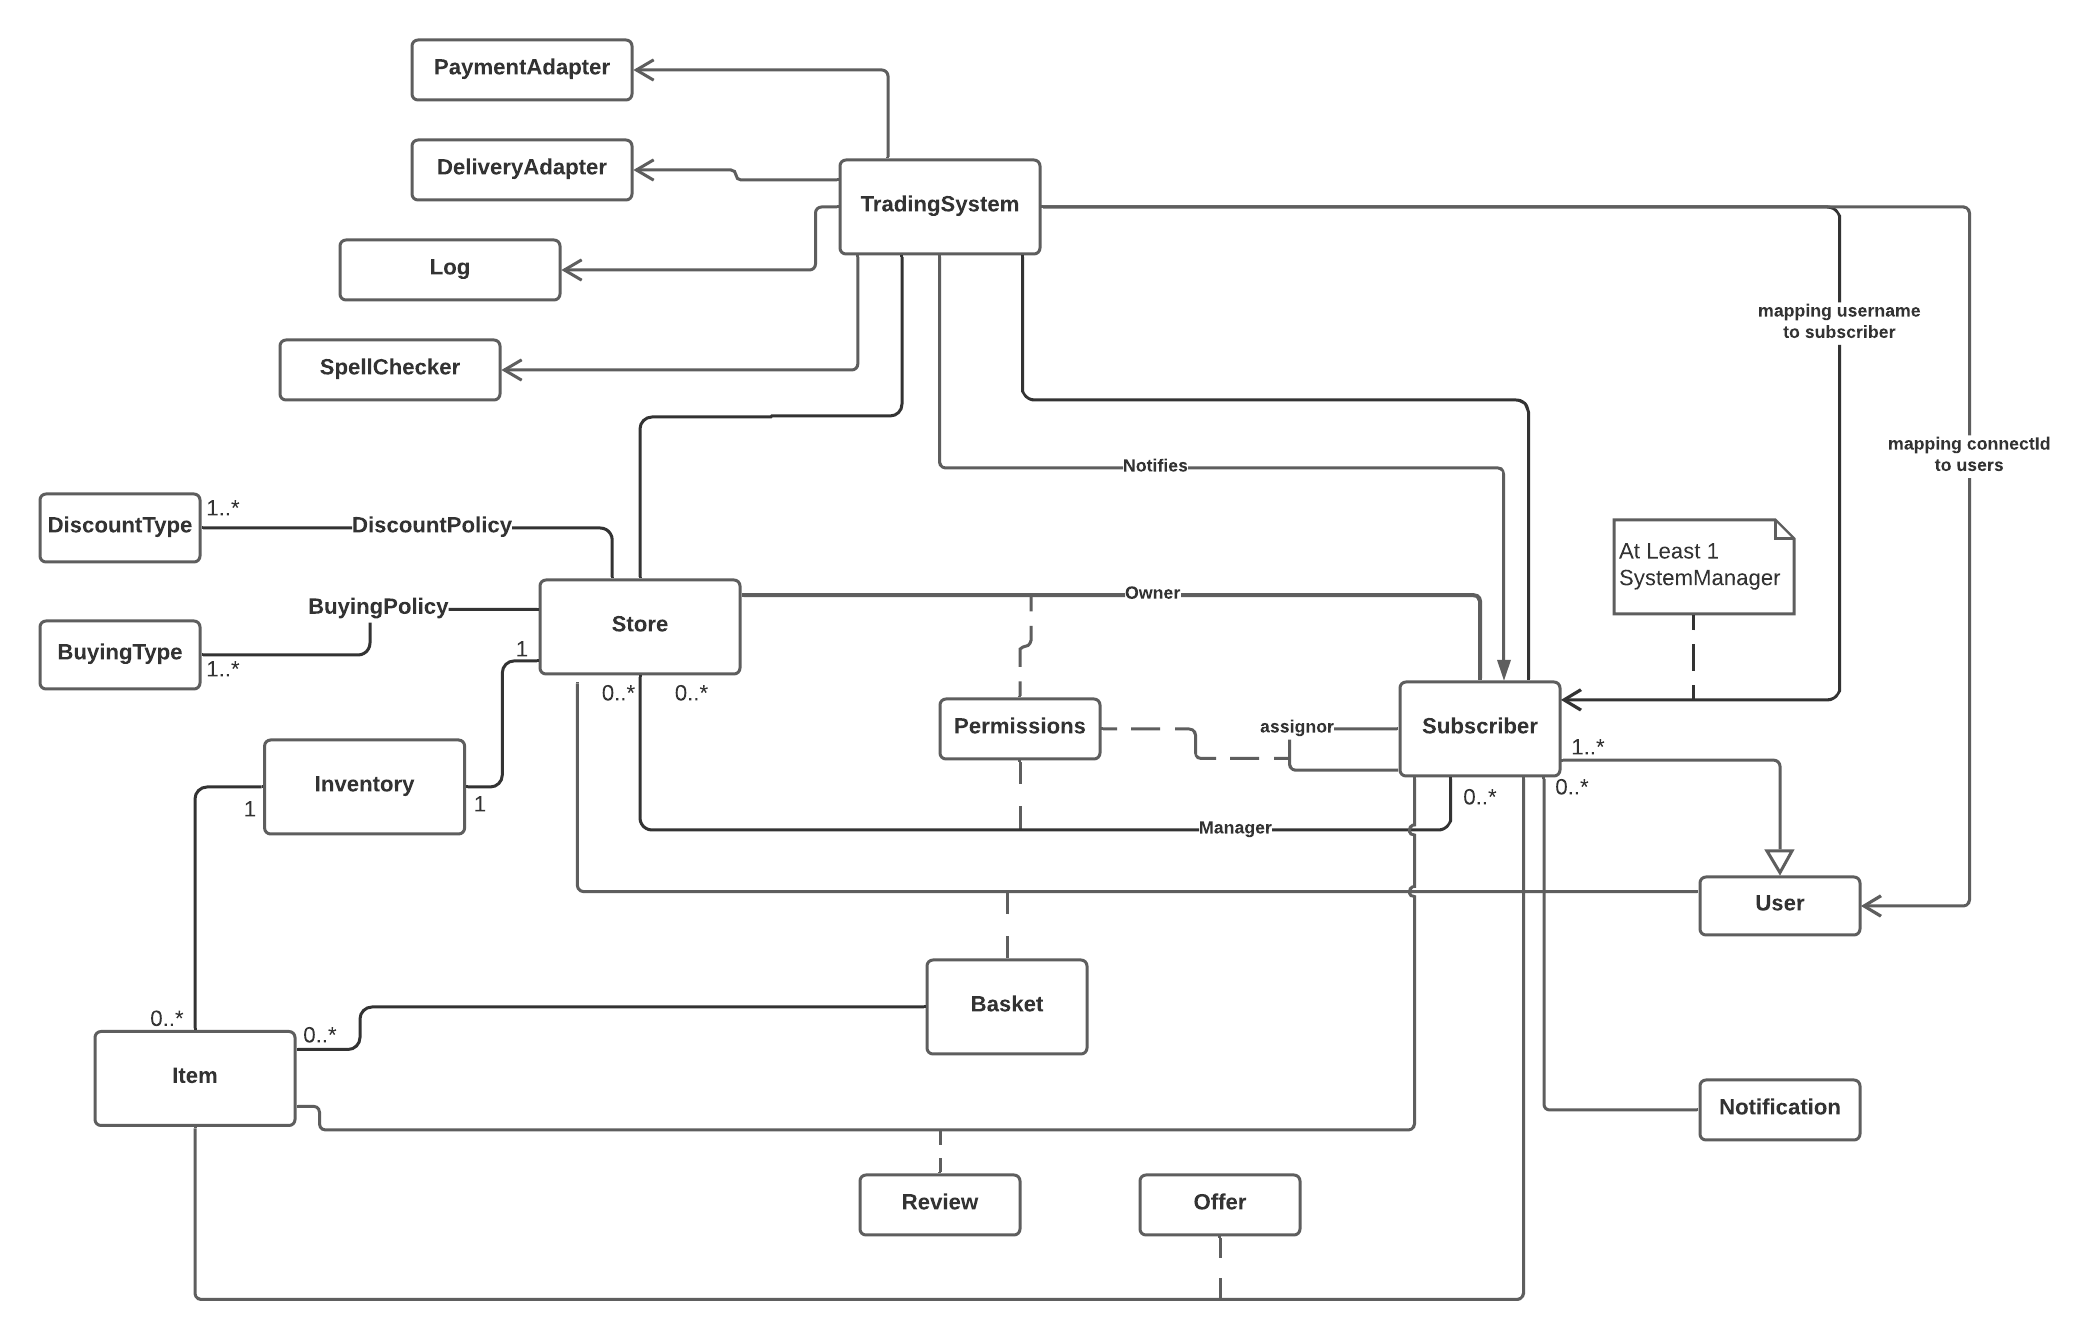 PaymentAdapter
DeliveryAdapter
TradingSystem
Log
mapping username
to subscriber
SpellChecker
mapping connectId
to users
Notifies
1..*
DiscountType
DiscountPolicy
At Least 1
SystemManager
Owner
BuyingPolicy
Store
BuyingType
1
1..*
0..*
0..*
Permissions
assignor
Subscriber
1..*
Inventory
0..*
0..*
1
1
Manager
User
Basket
0..*
0..*
Item
Notification
Review
Offer